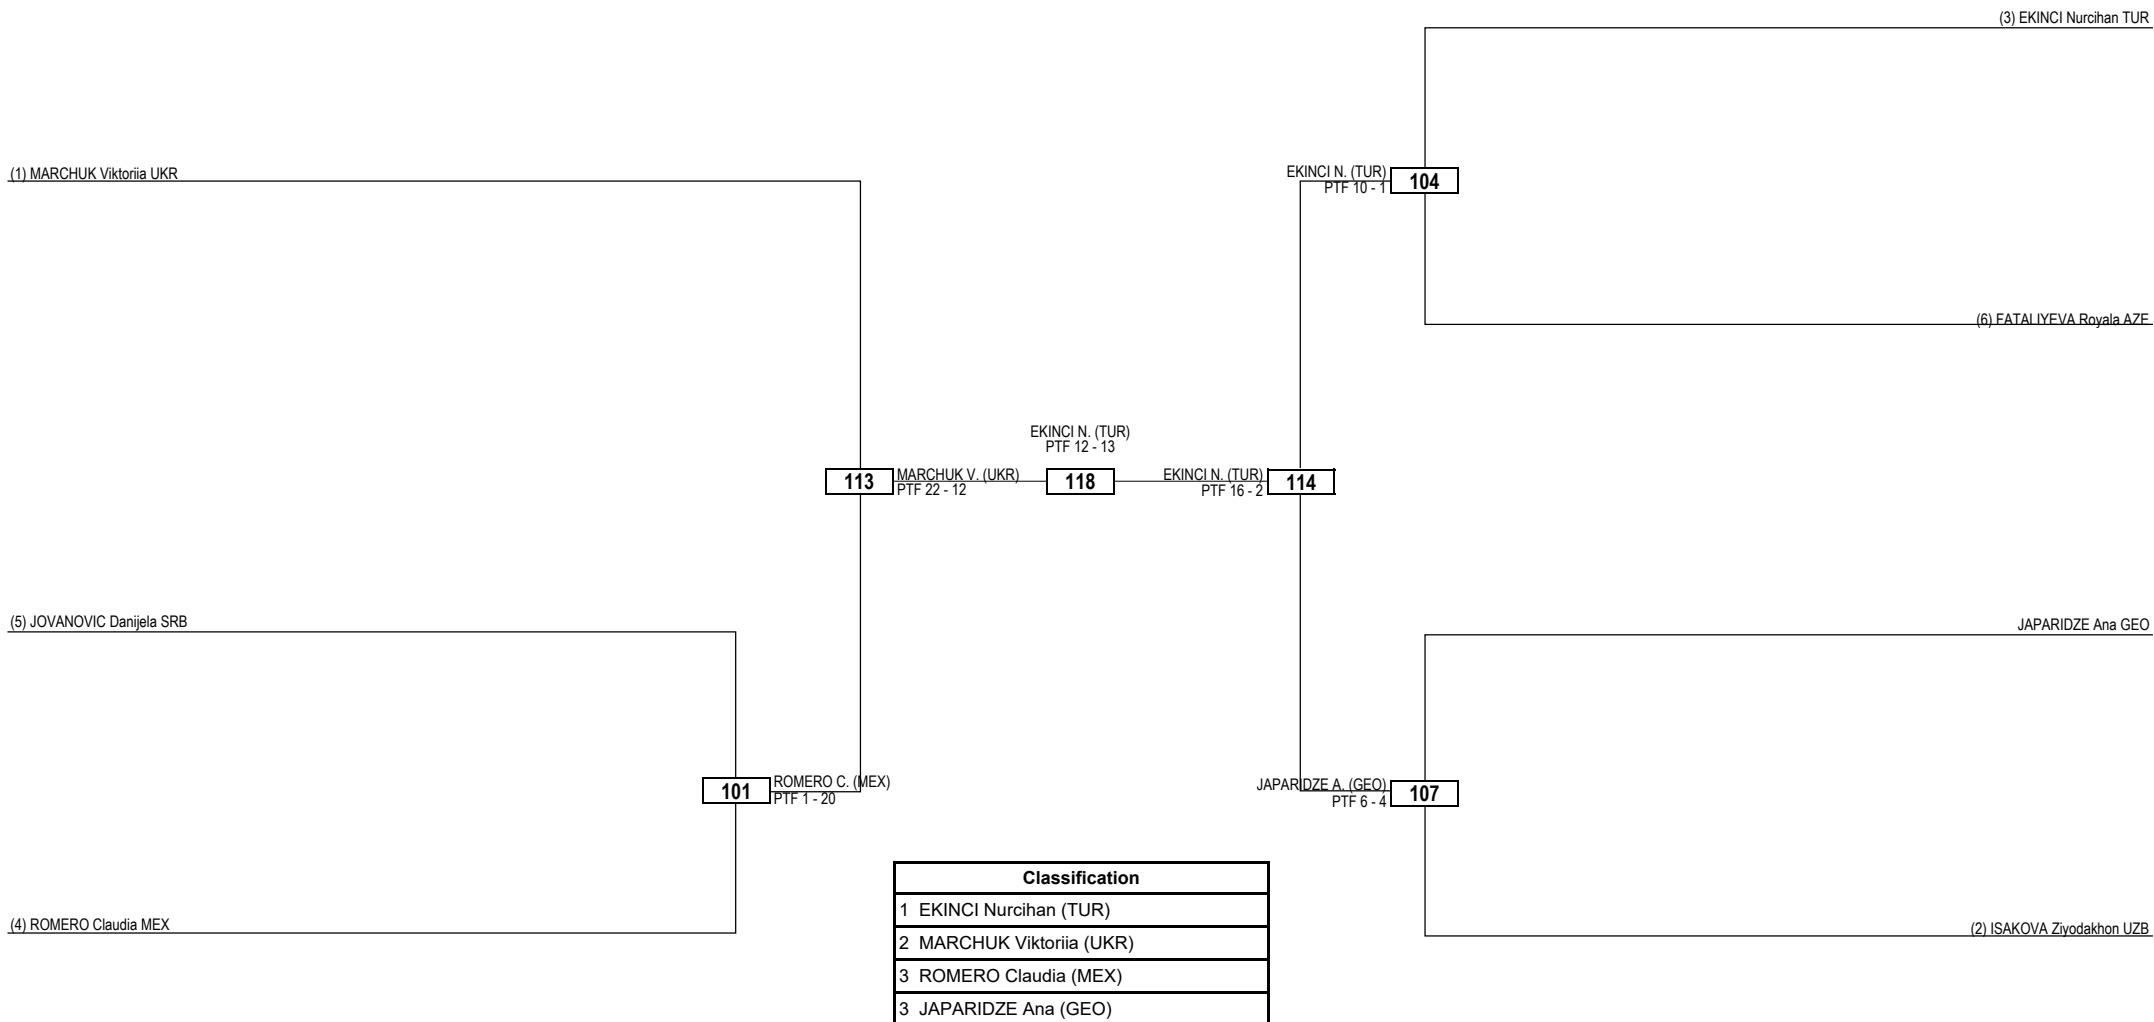 (3) EKINCI Nurcihan TUR
(1) MARCHUK Viktoriia UKR
EKINCI N. (TUR)
PTF 10 - 1
104
(6) FATALIYEVA Royala AZE
EKINCI N. (TUR)
PTF 12 - 13
113
MARCHUK V. (UKR)
PTF 22 - 12
118
EKINCI N. (TUR)
PTF 16 - 2
114
(5) JOVANOVIC Danijela SRB
JAPARIDZE Ana GEO
101
ROMERO C. (MEX)
PTF 1 - 20
JAPARIDZE A. (GEO)
PTF 6 - 4
107
(4) ROMERO Claudia MEX
(2) ISAKOVA Ziyodakhon UZB
Classification
1 EKINCI Nurcihan (TUR)
2 MARCHUK Viktoriia (UKR)
3 ROMERO Claudia (MEX)
3 JAPARIDZE Ana (GEO)